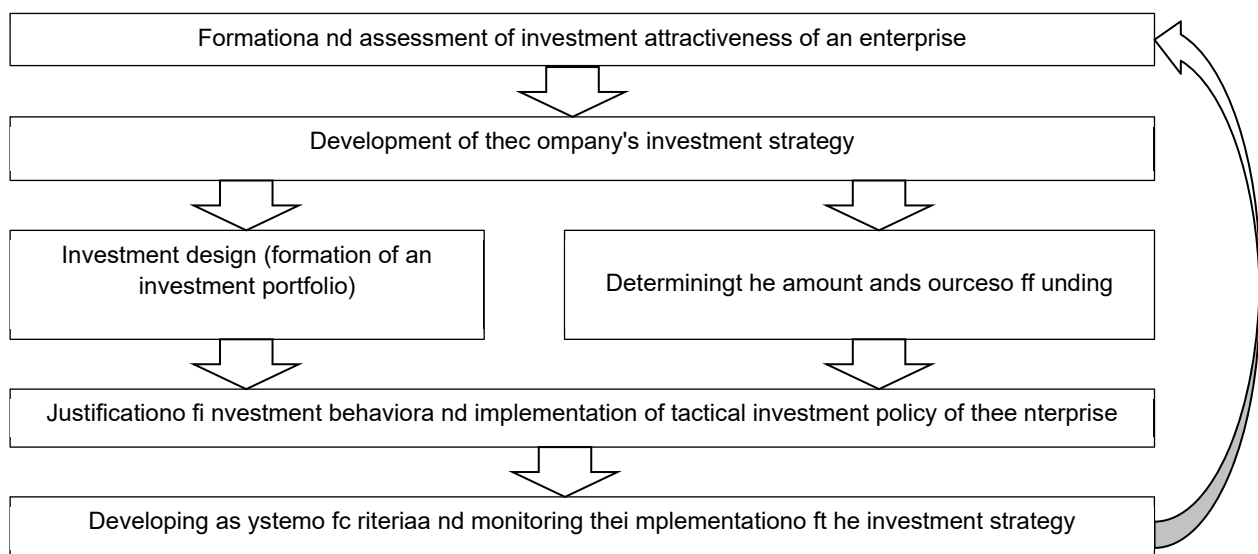 Formationa nd assessment of investment attractiveness of an enterprise
Development of thec ompany's investment strategy
Investment design (formation of an
investment portfolio)
Determiningt he amount ands ourceso ff unding
Justificationo fi nvestment behaviora nd implementation of tactical investment policy of thee nterprise
Developing as ystemo fc riteriaa nd monitoring thei mplementationo ft he investment strategy